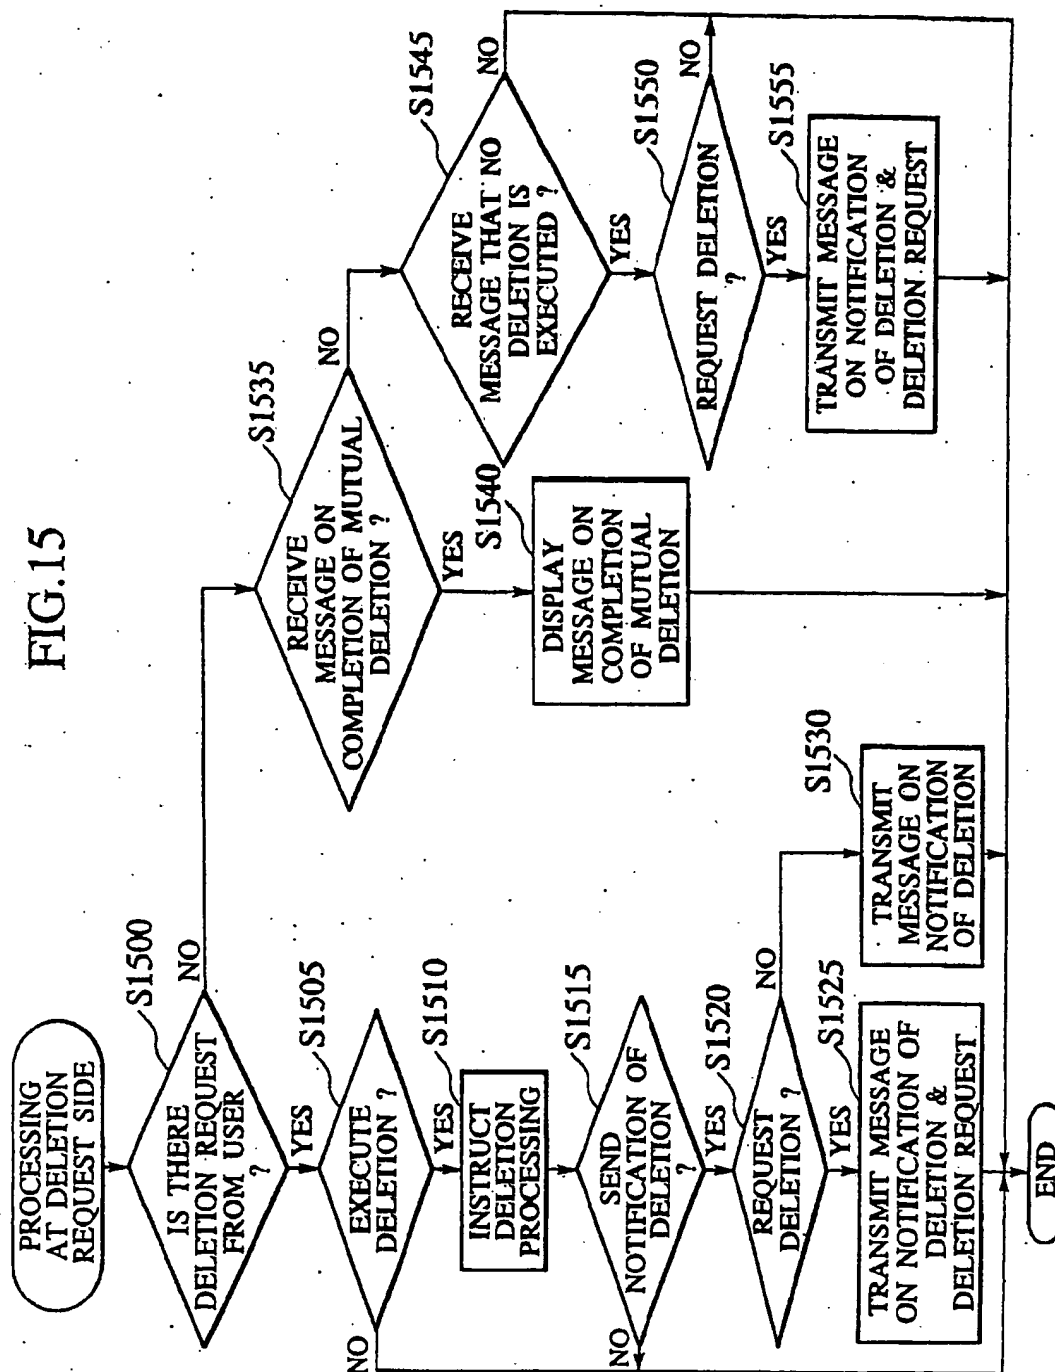 FIG.15
PROCESSING
AT DELETION
REQUEST SIDE
S1500
IS THERE
DELETION REQUEST
FROM USER
?
NO
YES
S1505
EXECUTE
DELETION ?
NO
YES
S1510
INSTRUCT
DELETION
PROCESSING
S1515
SEND
NOTIFICATION OF
DELETION
?
NO
YES
S1520
REQUEST
DELETION ?
NO
YES
S1525
TRANSMIT MESSAGE
ON NOTIFICATION OF
DELETION &
DELETION REQUEST
S1530
TRANSMIT
MESSAGE ON
NOTIFICATION
OF DELETION
S1535
RECEIVE
MESSAGE ON
COMPLETION OF MUTUAL
DELETION ?
NO
YES
S1540
DISPLAY
MESSAGE ON
COMPLETION
OF MUTUAL
DELETION
S1545
RECEIVE
MESSAGE THAT NO
DELETION IS
EXECUTED ?
NO
YES
S1550
REQUEST DELETION
?
NO
YES
S1555
TRANSMIT MESSAGE
ON NOTIFICATION
OF DELETION &
DELETION REQUEST
END